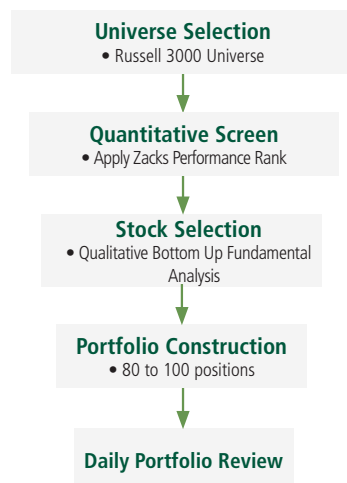 Universe Selection
• Russell 3000 Universe
Quantitative Screen
• Apply Zacks Performance Rank
Stock Selection
• Qualitative Bottom Up Fundamental
Analysis
Portfolio Construction
• 80 to 100 positions
Daily Portfolio Review